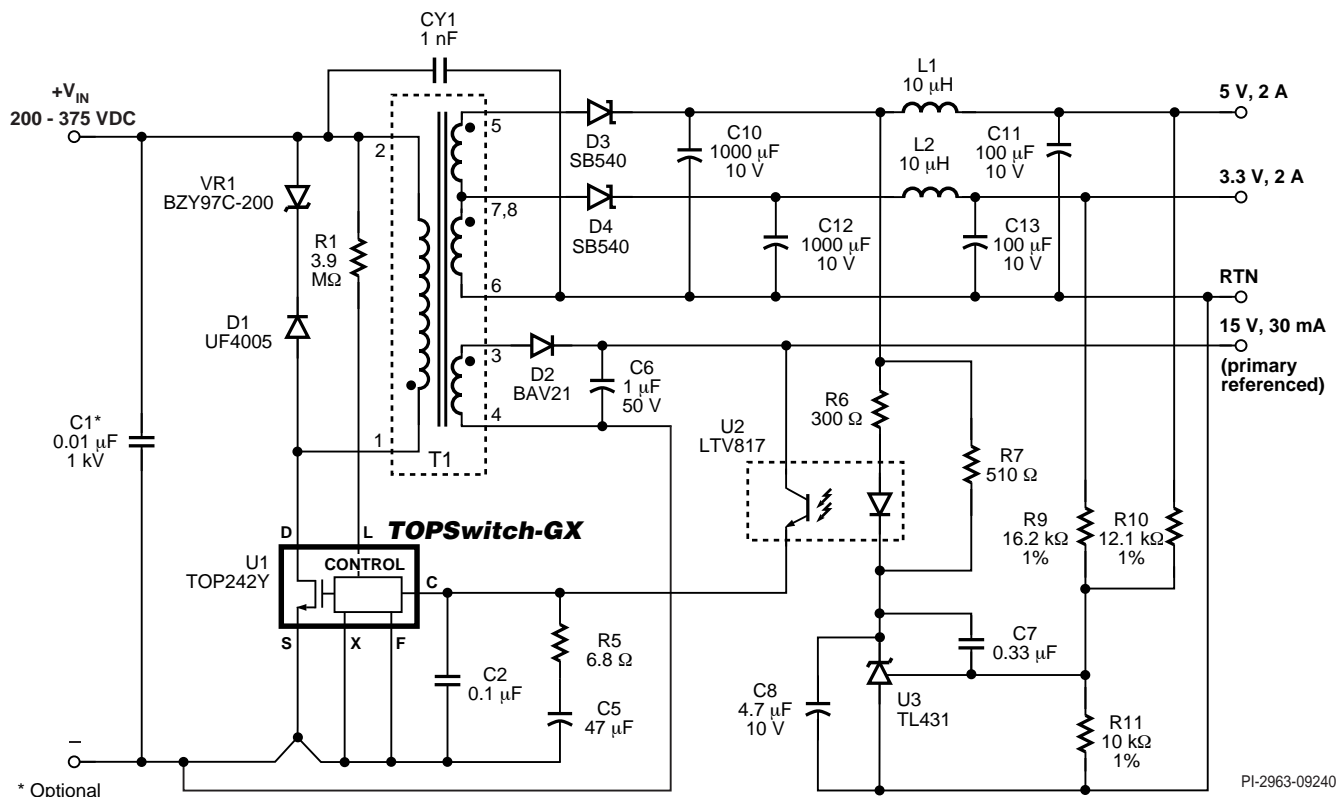 CY1
1 nF
+VIN
200 - 375 VDC
L1
10 µH
5 V, 2 A
2
5
D3
SB540
C10
1000 µF
10 V
L2
10 µH
C11
100 µF
10 V
VR1
BZY97C-200
7,8
3.3 V, 2 A
R1
3.9
MΩ
D4
SB540
C12
1000 µF
10 V
C13
100 µF
10 V
6
RTN
D1
UF4005
3
15 V, 30 mA
(primary
referenced)
D2
BAV21
C6
1 µF
50 V
4
R6
300 Ω
C1*
0.01 µF
1 kV
1
T1
U2
LTV817
R7
510 Ω
TOPSwitch-GX
D
L
R9
16.2 kΩ
1%
R10
12.1 kΩ
1%
U1
TOP242Y
CONTROL
C
S
X
F
R5
6.8 Ω
C7
0.33 µF
C2
0.1 µF
C5
47 µF
C8
4.7 µF
10 V
U3
TL431
R11
10 kΩ
1%
–
* Optional
PI-2963-09240